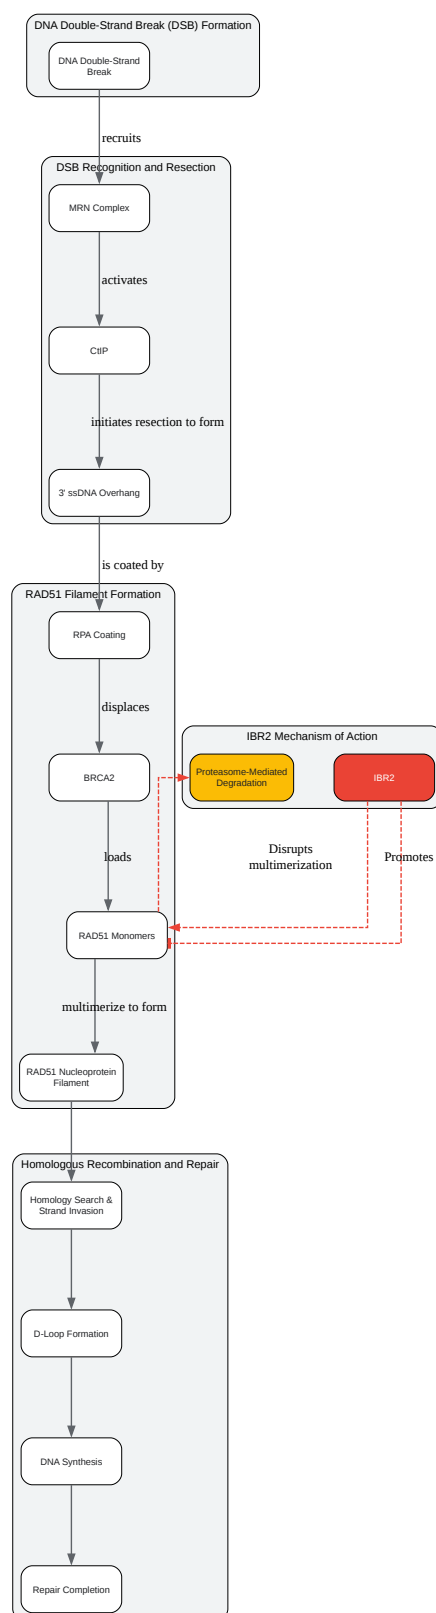 DNA Double-Strand Break (DSB) Formation
DNA Double-Strand
Break
recruits
DSB Recognition and Resection
MRN Complex
activates
CtIP
initiates resection to form
3' ssDNA Overhang
is coated by
RAD51 Filament Formation
RPA Coating
displaces
IBR2 Mechanism of Action
BRCA2
Proteasome-Mediated
Degradation
IBR2
loads
Disrupts
multimerization
Promotes
RAD51 Monomers
multimerize to form
RAD51 Nucleoprotein
Filament
Homologous Recombination and Repair
Homology Search &
Strand Invasion
D-Loop Formation
DNA Synthesis
Repair Completion